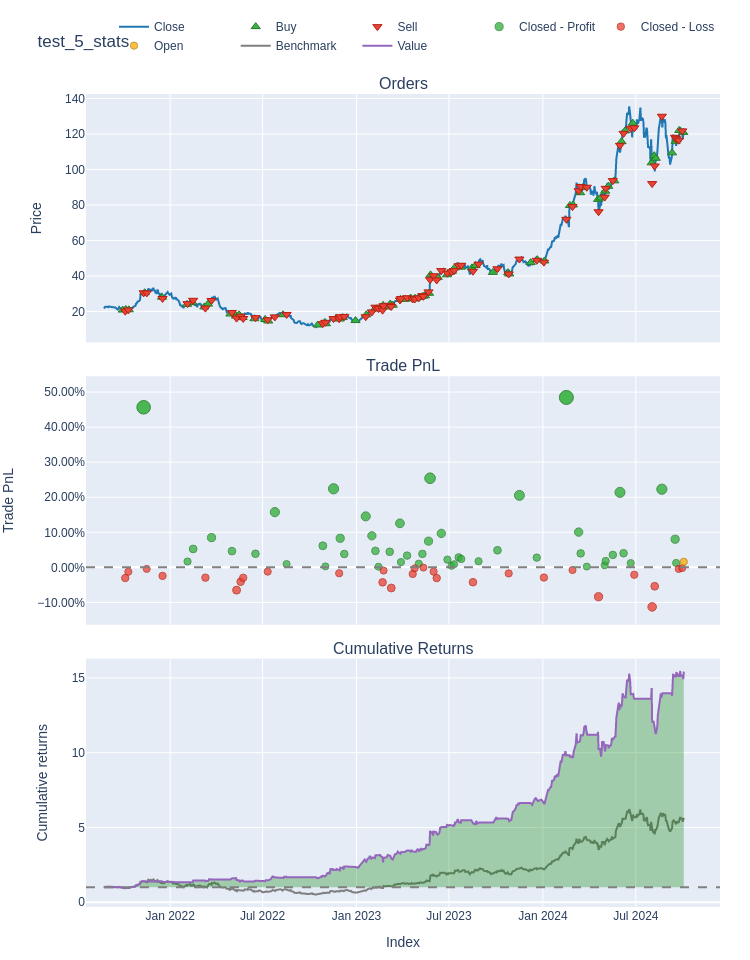 test_5_stats
Close Buy Sell Closed - Profit Closed - Loss
Open Benchmark Value
Orders
140
120
100
80
60
40
20
Price
Trade PnL
50.00%
40.00%
30.00%
20.00%
10.00%
0.00%
−10.00%
Trade PnL
Cumulative Returns
15
10
5
0
Cumulative returns
Jan 2022 Jul 2022 Jan 2023 Jul 2023 Jan 2024 Jul 2024
Index